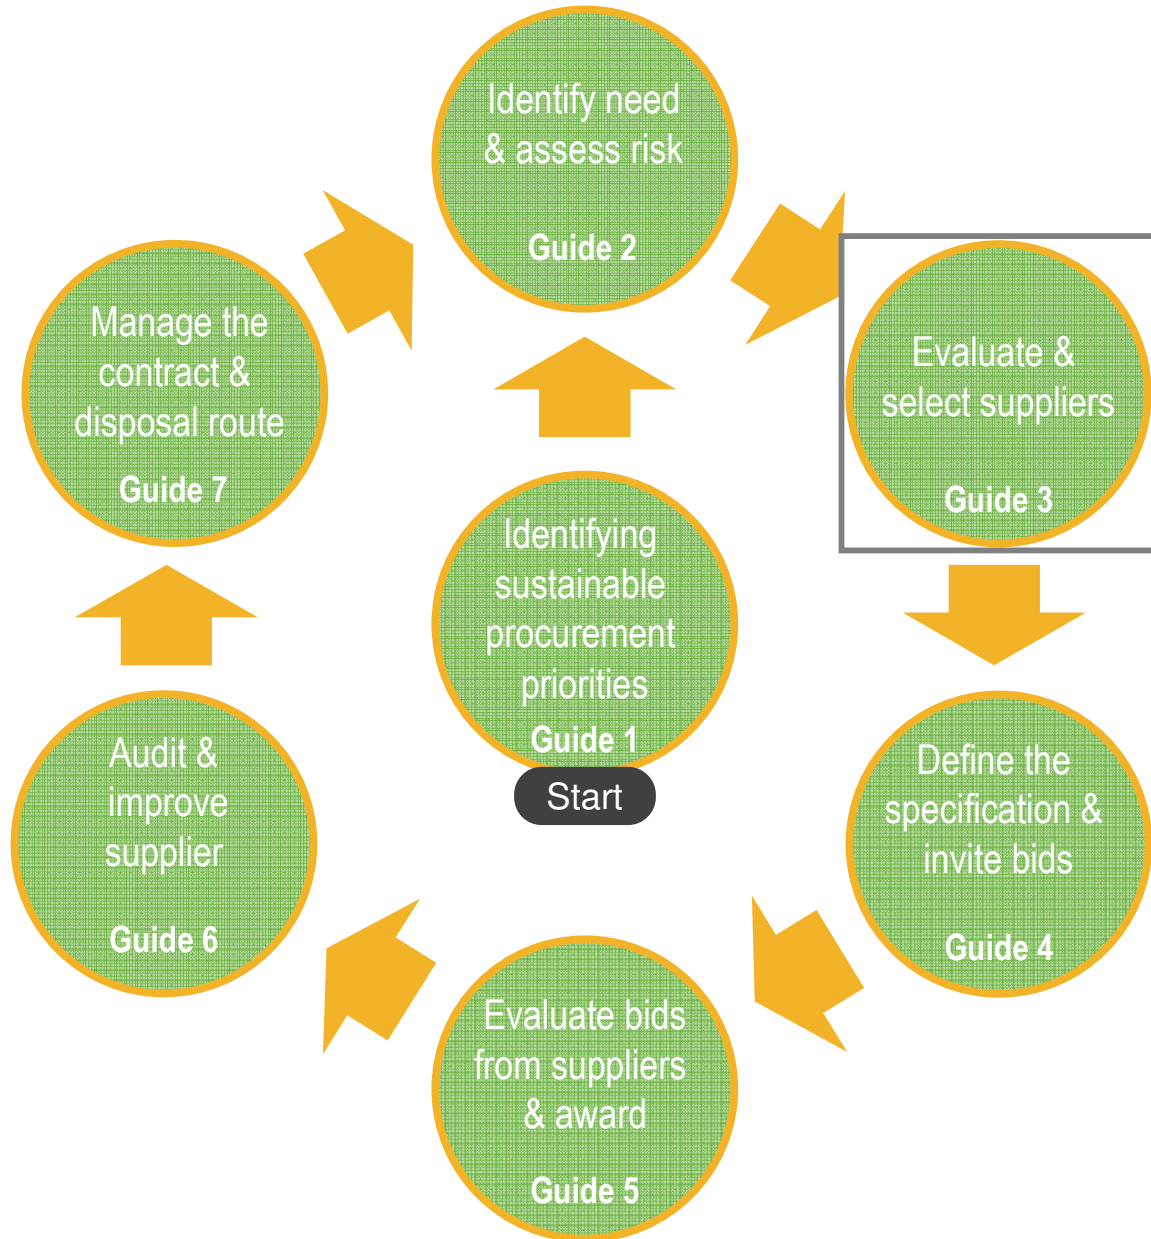 Identify need
& assess risk
Guide 2
Evaluate &
select suppliers
Guide 3
Define the
specification &
invite bids
Guide 4
Evaluate bids
from suppliers
& award
Guide 5
Audit &
improve
supplier
Guide 6
Manage the
contract &
disposal route
Guide 7
Identifying
sustainable
procurement
priorities
Guide 1
Start